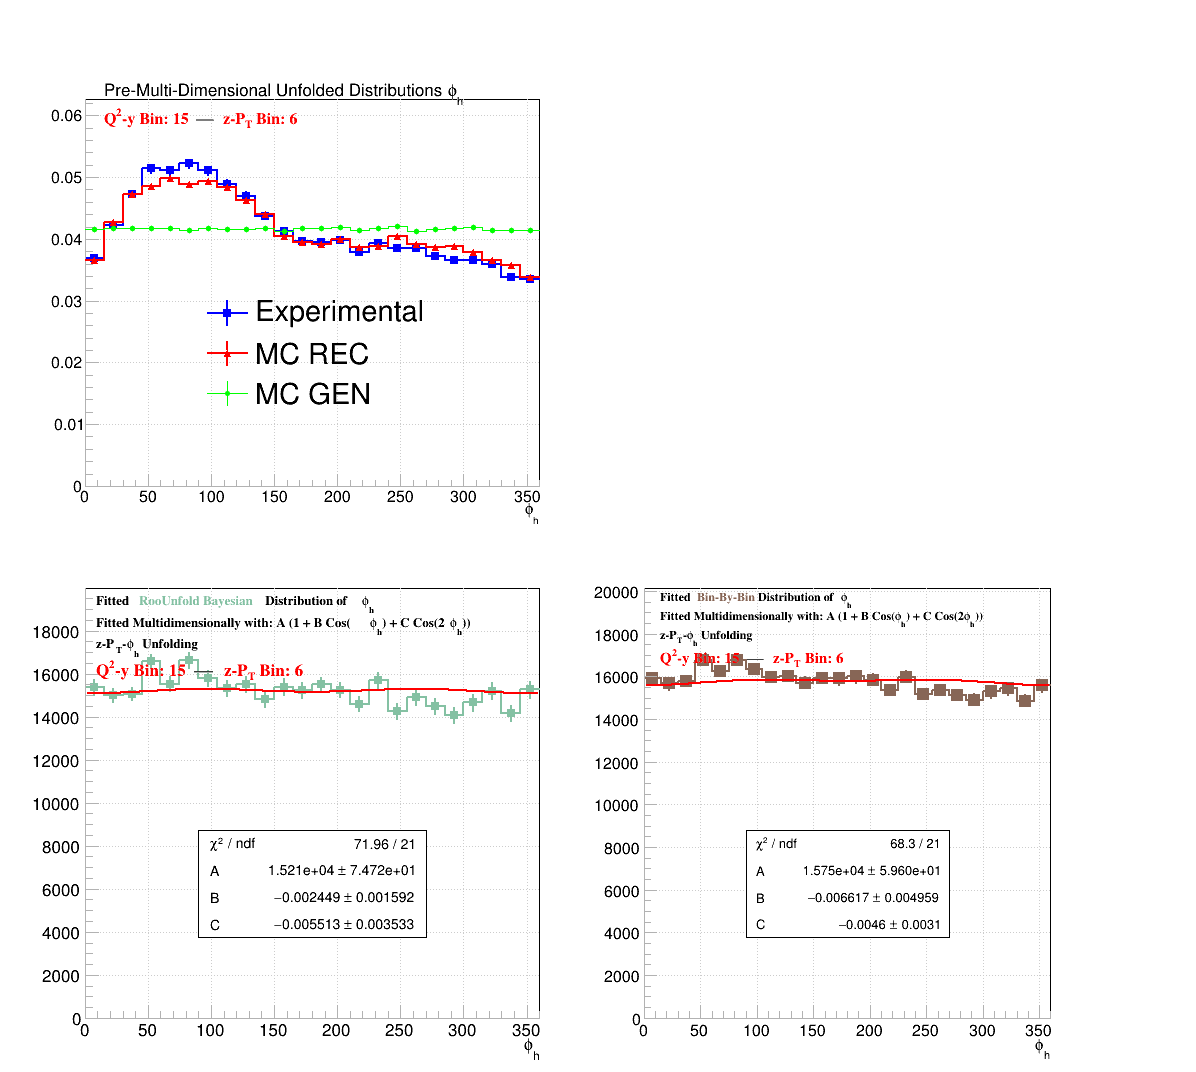 Pre-Multi-Dimensional Unfolded Distributions ϕh
Q2-y Bin: 15 — z-PT Bin: 6
0.06
0.05
0.04
0.03
0.02
0.01
0
Experimental
MC REC
MC GEN
0 50 100 150 200 250 300 350
ϕh
Fitted RooUnfold Bayesian Distribution of ϕh
Fitted Multidimensionally with: A (1 + B Cos(ϕh) + C Cos(2 ϕh))
z-PT-ϕh Unfolding
Q2-y Bin: 15 — z-PT Bin: 6
18000
16000
14000
12000
10000
8000
6000
4000
2000
0
χ2 / ndf 71.96 / 21
A 1.521e+04 ± 7.472e+01
B −0.002449 ± 0.001592
C −0.005513 ± 0.003533
0 50 100 150 200 250 300 350
ϕh
Fitted Bin-By-Bin Distribution of ϕh
Fitted Multidimensionally with: A (1 + B Cos(ϕh) + C Cos(2ϕh))
z-PT-ϕh Unfolding
Q2-y Bin: 15 — z-PT Bin: 6
20000
18000
16000
14000
12000
10000
8000
6000
4000
2000
0
χ2 / ndf 68.3 / 21
A 1.575e+04 ± 5.960e+01
B −0.006617 ± 0.004959
C −0.0046 ± 0.0031
0 50 100 150 200 250 300 350
ϕh